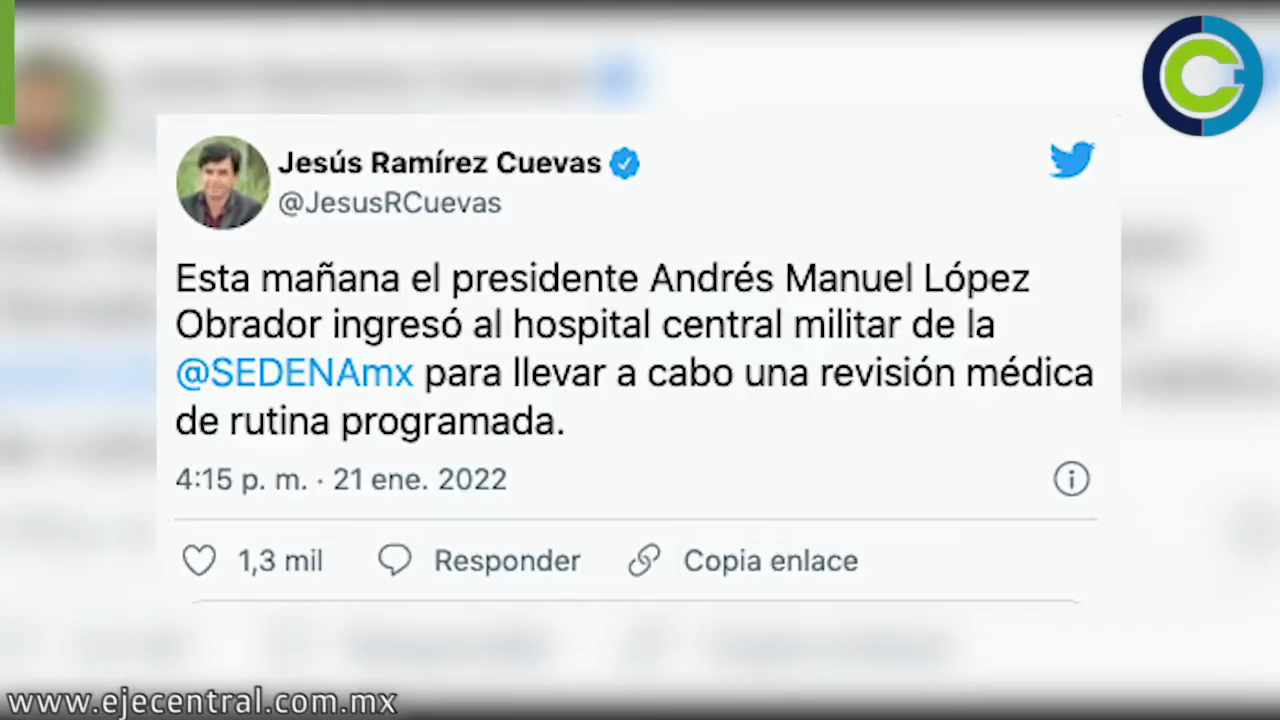 Jesús Ramírez Cuevas
@JesusRCuevas
Esta mañana el presidente Andrés Manuel López
Obrador ingresó al hospital central militar de la
@SEDENAmx para llevar a cabo una revisión médica
de rutina programada.
4:15 p. m. · 21 ene. 2022
1,3 mil Responder Copia enlace
www.ejecentral.com.mx